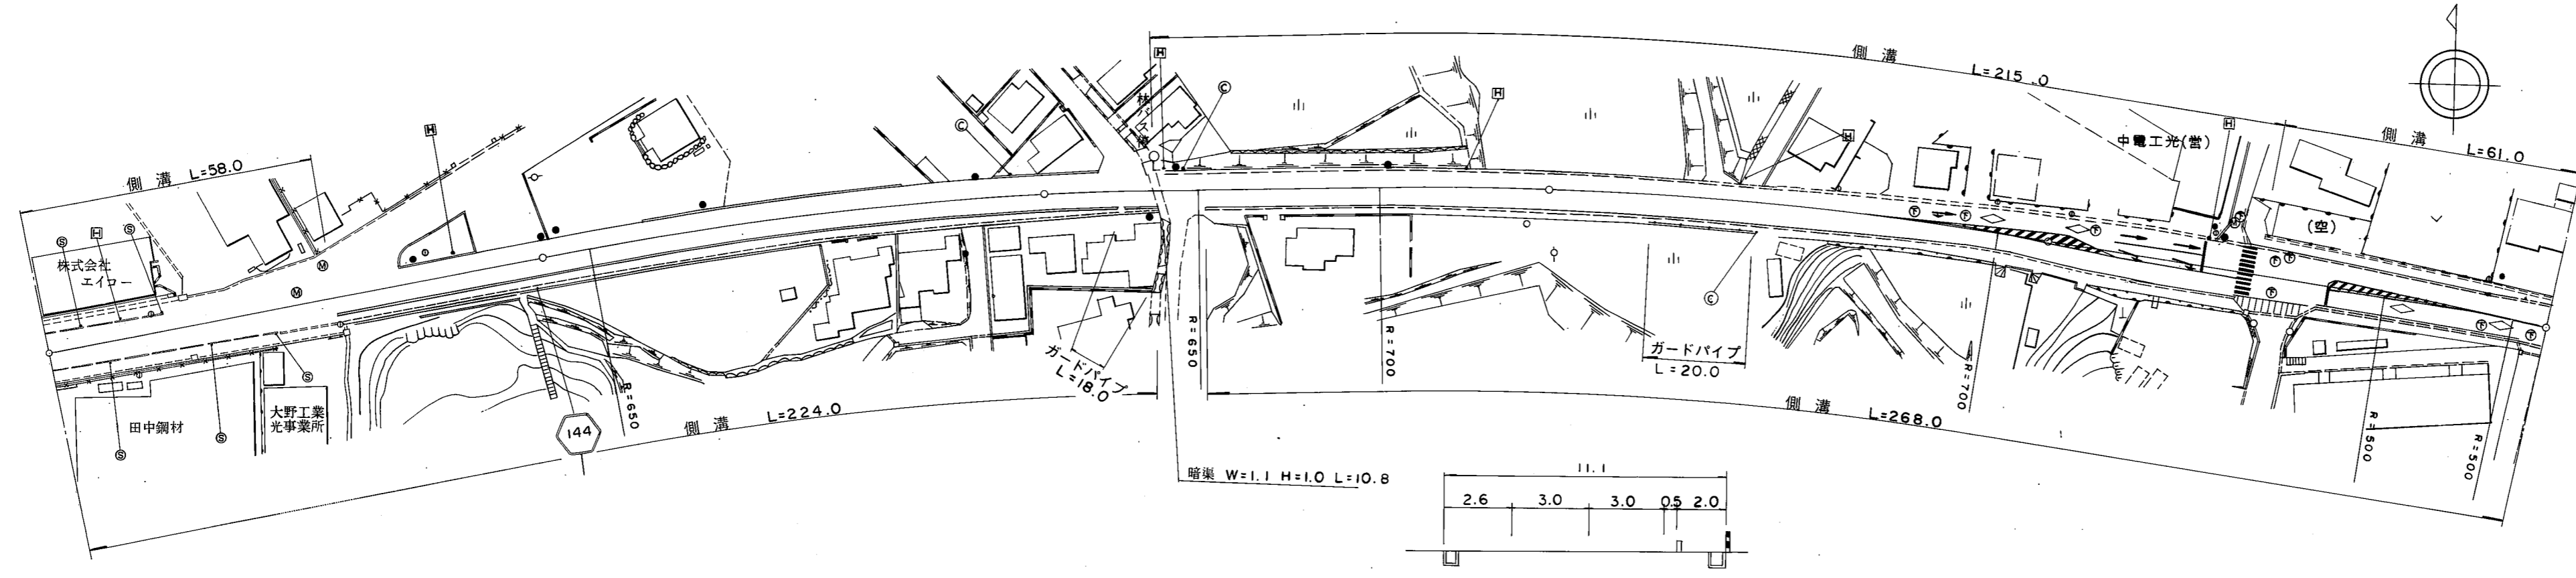 側溝 L=215.0
側溝 L=61.0
側溝 L=58.0
H
H
C
C
H
H
H
中電工光(営)
(空)
S
H
S
株式会社
エイコー
M
M
F
F
F
F
F
F
F
F
F
S
S
S
田中鋼材
大野工業
光事業所
144
R=650
側溝 L=224.0
ガードパイプ
L=18.0
R=650
R=700
C
ガードパイプ
L=20.0
R=700
側溝 L=268.0
R=500
R=500
暗渠 W=1.1 H=1.0 L=10.8
11.1
2.6 3.0 3.0 0.5 2.0